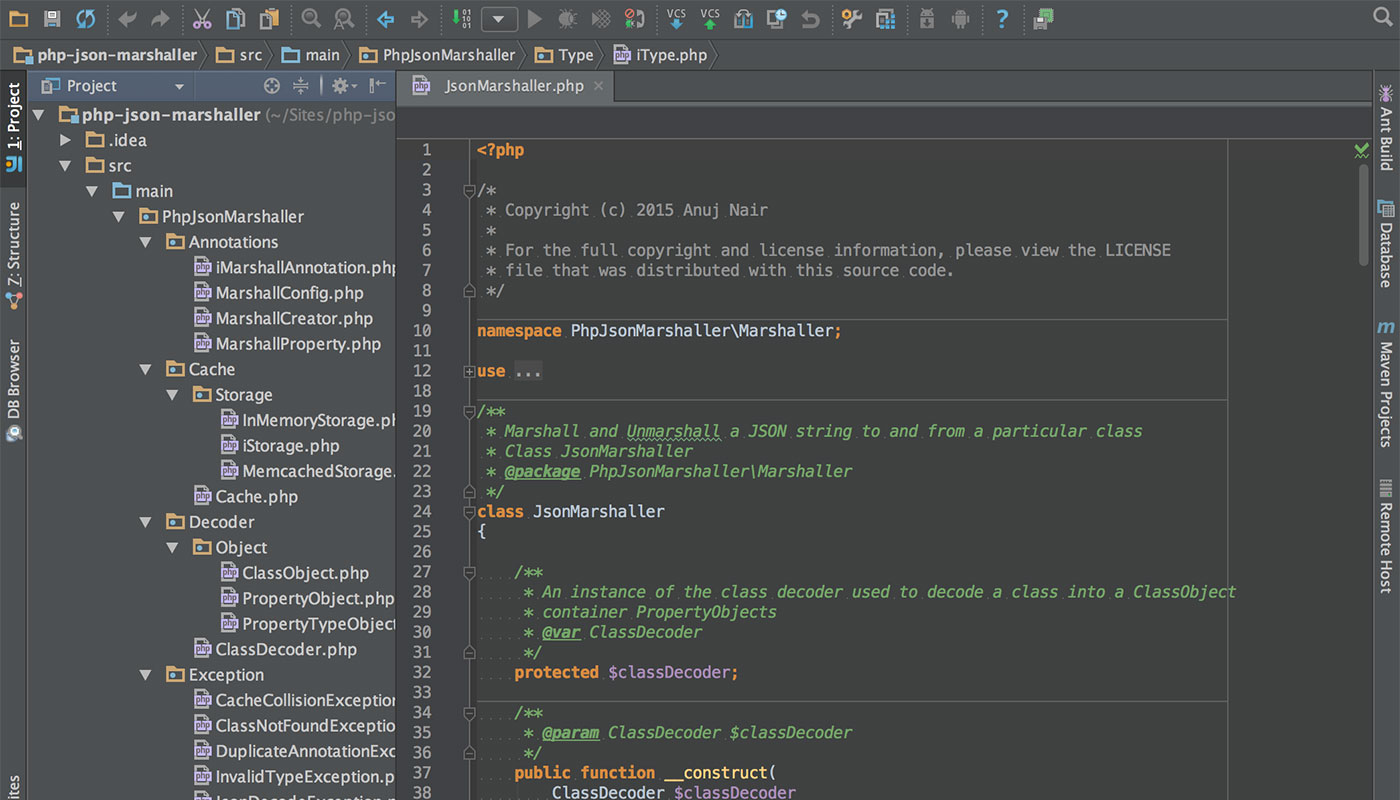 01
10
01
VCS
VCS
?
php-json-marshaller src main PhpJsonMarshaller Type iType.php
Project
JsonMarshaller.php
1: Project
Z: Structure
DB Browser
php-json-marshaller (~/Sites/php-jso
.idea
src
main
PhpJsonMarshaller
Annotations
iMarshallAnnotation.php
MarshallConfig.php
MarshallCreator.php
MarshallProperty.php
Cache
Storage
InMemoryStorage.ph
iStorage.php
MemcachedStorage.
Cache.php
Decoder
Object
ClassObject.php
PropertyObject.php
PropertyTypeObject
ClassDecoder.php
Exception
CacheCollisionException
ClassNotFoundExceptio
DuplicateAnnotationExc
InvalidTypeException.p
JsonDecodeException.p
1 <?php
2
3 /*
4 * Copyright (c) 2015 Anuj Nair
5 *
6 * For the full copyright and license information, please view the LICENSE
7 * file that was distributed with this source code.
8 */
9
10 namespace PhpJsonMarshaller\Marshaller;
11
12 use ...
18
19 /**
20 * Marshall and Unmarshall a JSON string to and from a particular class
21 * Class JsonMarshaller
22 * @package PhpJsonMarshaller\Marshaller
23 */
24 class JsonMarshaller
25 {
26
27 /**
28 * An instance of the class decoder used to decode a class into a ClassObject
29 * container PropertyObjects
30 * @var ClassDecoder
31 */
32 protected $classDecoder;
33
34 /**
35 * @param ClassDecoder $classDecoder
36 */
37 public function __construct(
38 ClassDecoder $classDecoder
Ant Build
Database
m
Maven Projects
Remote Host